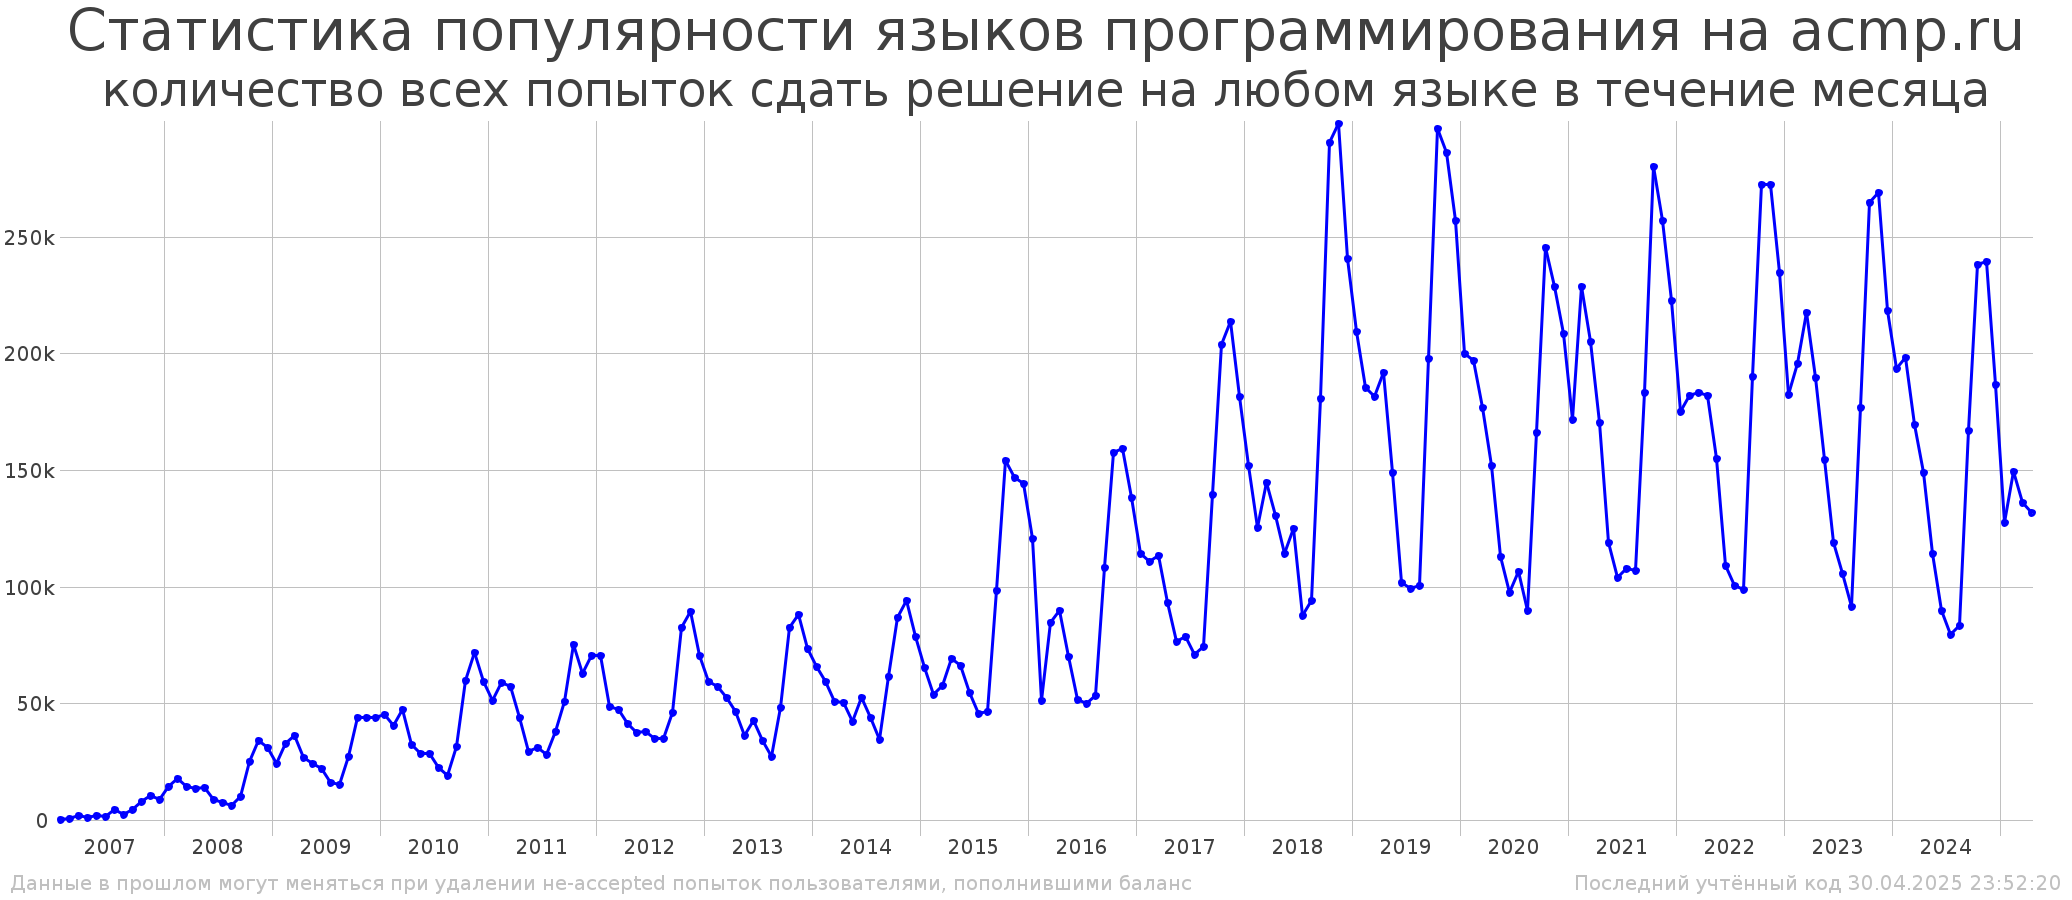 Статистика популярности языков программирования на acmp.ru
количество всех попыток сдать решение на любом языке в течение месяца
250k
200k
150k
100k
50k
0
2007 2008 2009 2010 2011 2012 2013 2014 2015 2016 2017 2018 2019 2020 2021 2022 2023 2024
Данные в прошлом могут меняться при удалении не-accepted попыток пользователями, пополнившими баланс
Последний учтённый код 30.04.2025 23:52:20